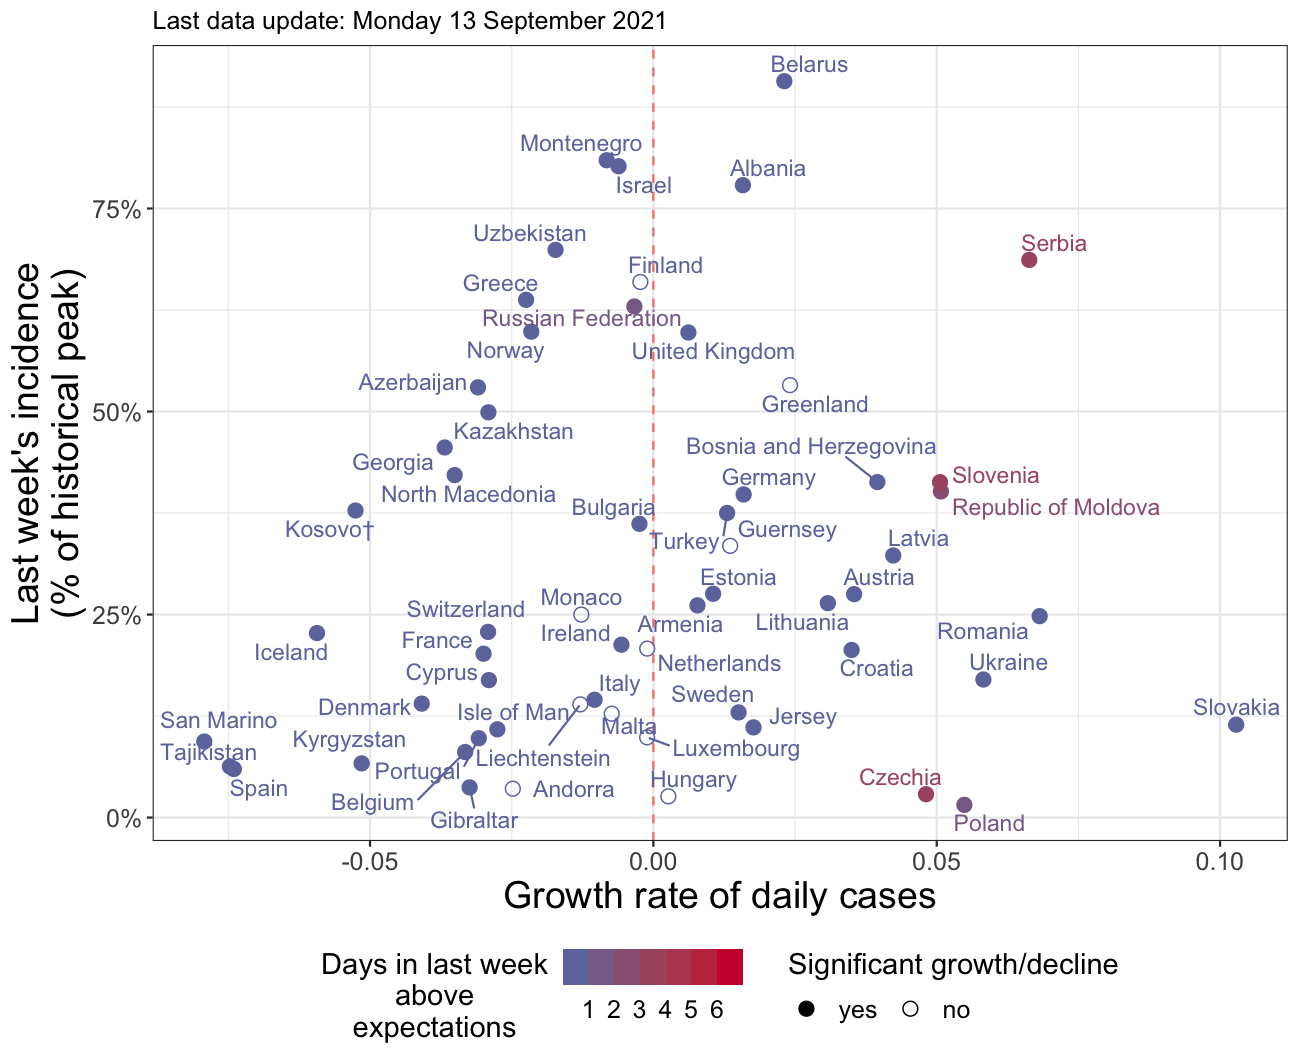 Last data update: Monday 13 September 2021
Last week's incidence
(% of historical peak)
75%
50%
25%
0%
Belarus
Montenegro
Israel
Albania
Uzbekistan
Serbia
Finland
Greece
Russian Federation
Norway
United Kingdom
Azerbaijan
Greenland
Kazakhstan
Bosnia and Herzegovina
Georgia
Germany
Slovenia
North Macedonia
Republic of Moldova
Bulgaria
Kosovo†
Guernsey
Turkey
Latvia
Estonia
Austria
Monaco
Switzerland
Armenia
Lithuania
Ireland
Romania
France
Iceland
Netherlands
Ukraine
Croatia
Cyprus
Italy
Sweden
Denmark
Isle of Man
Slovakia
San Marino
Jersey
Malta
Kyrgyzstan
Luxembourg
Tajikistan
Liechtenstein
Portugal
Czechia
Hungary
Spain
Andorra
Belgium
Gibraltar
Poland
-0.05
0.00
0.05
0.10
Growth rate of daily cases
Days in last week
above
expectations
1 2 3 4 5 6
Significant growth/decline
yes
no